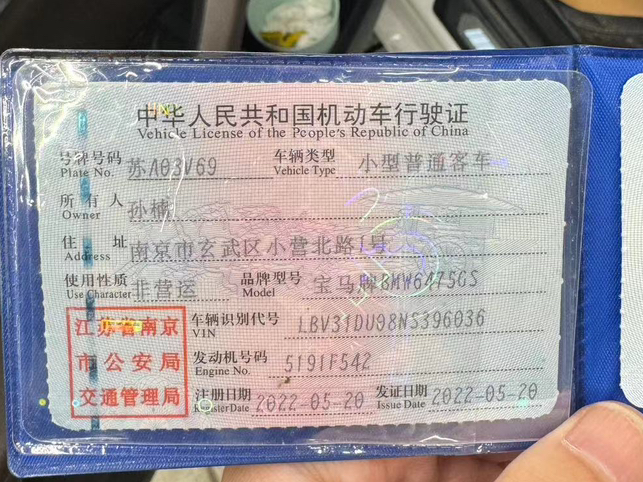 中华人民共和国机动车行驶证
Vehicle License of the People's Republic of China
号牌号码 苏A03V69 车辆类型 小型普通客车
Plate No. Vehicle Type
所有人 孙楠
Owner
住址 南京市玄武区小营北路1号
Address
使用性质 非营运 品牌型号 宝马牌BMW6475GS
Use Character Model
江苏省南京
市公安局
交通管理局
车辆识别代号 LBV31DU08NS396036
VIN
发动机号码 5191F542
Engine No.
注册日期 2022-05-20 发证日期 2022-05-20
Register Date Issue Date